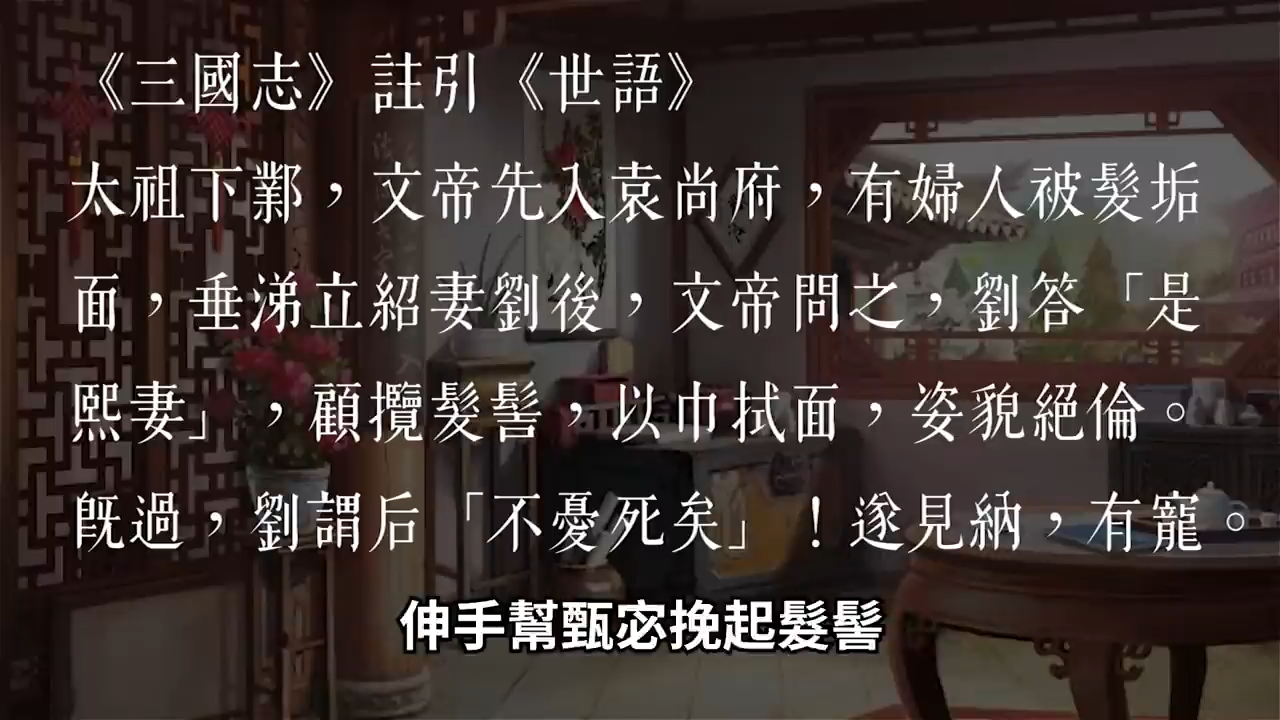 《三國志》註引《世語》
太祖下鄴，文帝先入袁尚府，有婦人被髮垢
面，垂涕立紹妻劉後，文帝問之，劉答「是
熙妻」，顧攬髮髻，以巾拭面，姿貌絕倫。
既過，劉謂后「不憂死矣」！遂見納，有寵。
伸手幫甄宓挽起髮髻